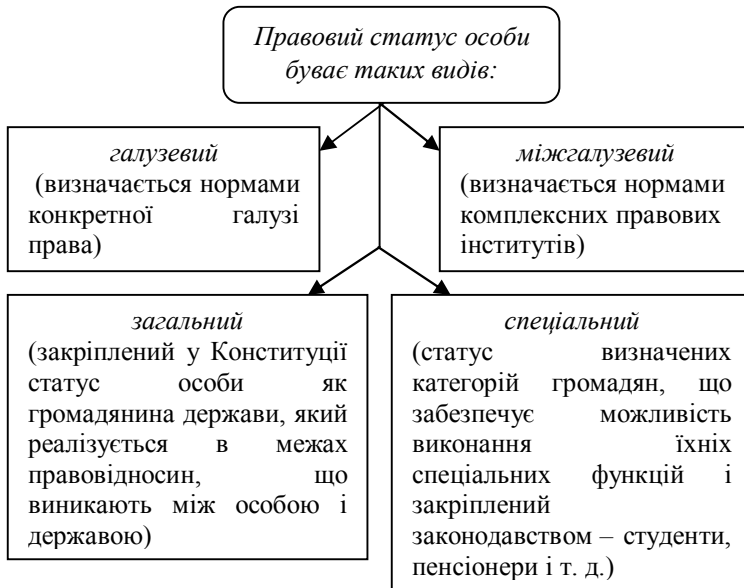 Правовий статус особи
буває таких видів:
галузевий
(визначається нормами
конкретної галузі
права)
міжгалузевий
(визначається нормами
комплексних правових
інститутів)
загальний
(закріплений у Конституції
статус особи як
громадянина держави, який
реалізується в межах
правовідносин, що
виникають між особою і
державою)
спеціальний
(статус визначених
категорій громадян, що
забезпечує можливість
виконання їхніх
спеціальних функцій і
закріплений
законодавством – студенти,
пенсіонери і т. д.)